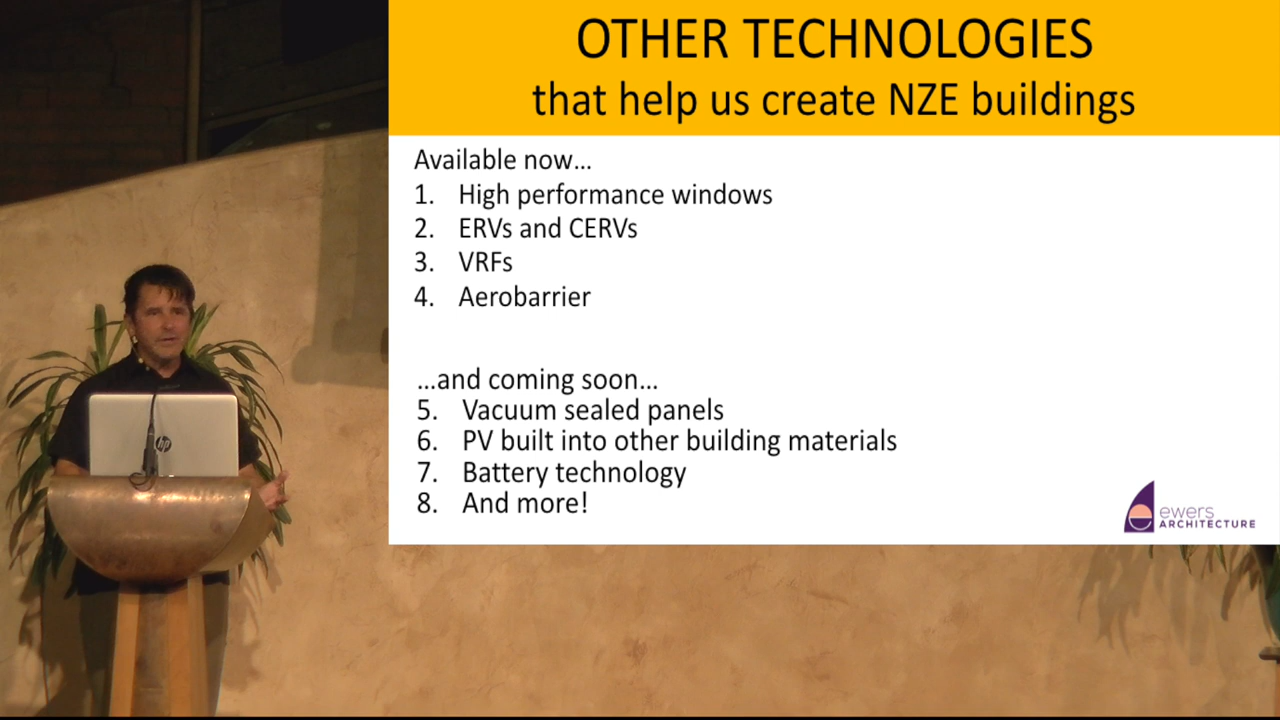 OTHER TECHNOLOGIES
that help us create NZE buildings
Available now...
1. High performance windows
2. ERVs and CERVs
3. VRFs
4. Aerobarrier
...and coming soon...
5. Vacuum sealed panels
6. PV built into other building materials
7. Battery technology
8. And more!
ewers
ARCHITECTURE
hp